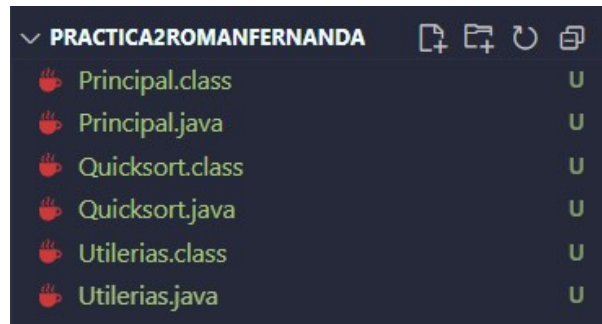 PRACTICA2ROMANFERNANDA
Principal.class U
Principal.java U
Quicksort.class U
Quicksort.java U
Utilerias.class U
Utilerias.java U